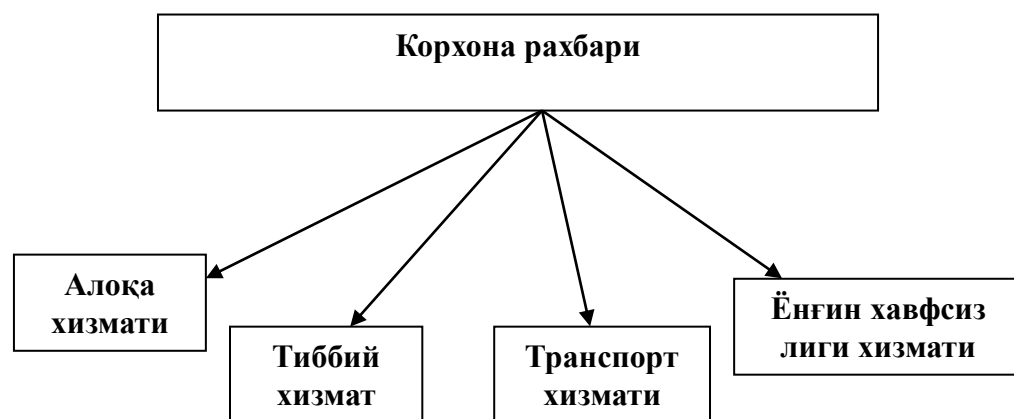 Корхона рахбари
Алоқа
хизмати
Тиббий
хизмат
Транспорт
хизмати
Ёнғин хавфсиз
лиги хизмати